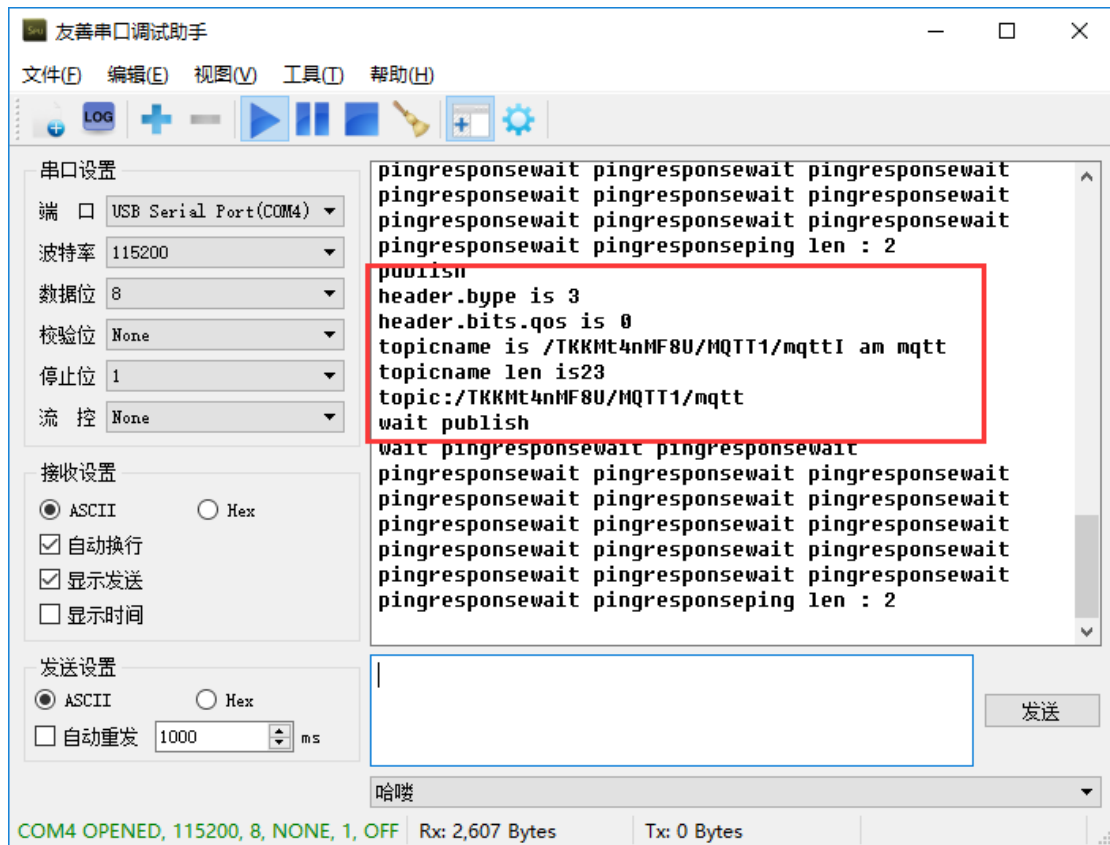 友善串口调试助手
文件(F) 编辑(E) 视图(V) 工具(T) 帮助(H)
LOG
串口设置
端 口 USB Serial Port(COM4)
波特率 115200
数据位 8
校验位 None
停止位 1
流 控 None
接收设置
ASCII Hex
自动换行
显示发送
显示时间
发送设置
ASCII Hex
自动重发 1000 ms
pingresponsewait pingresponsewait pingresponsewait
pingresponsewait pingresponsewait pingresponsewait
pingresponsewait pingresponsewait pingresponsewait
pingresponsewait pingresponseping len : 2
publish
header.bype is 3
header.bits.qos is 0
topicname is /TKKMt4nMF8U/MQTT1/mqttI am mqtt
topicname len is23
topic:/TKKMt4nMF8U/MQTT1/mqtt
wait publish
wait pingresponsewait pingresponsewait
pingresponsewait pingresponsewait pingresponsewait
pingresponsewait pingresponsewait pingresponsewait
pingresponsewait pingresponsewait pingresponsewait
pingresponsewait pingresponsewait pingresponsewait
pingresponsewait pingresponsewait pingresponsewait
pingresponsewait pingresponseping len : 2
发送
哈喽
COM4 OPENED, 115200, 8, NONE, 1, OFF Rx: 2,607 Bytes Tx: 0 Bytes